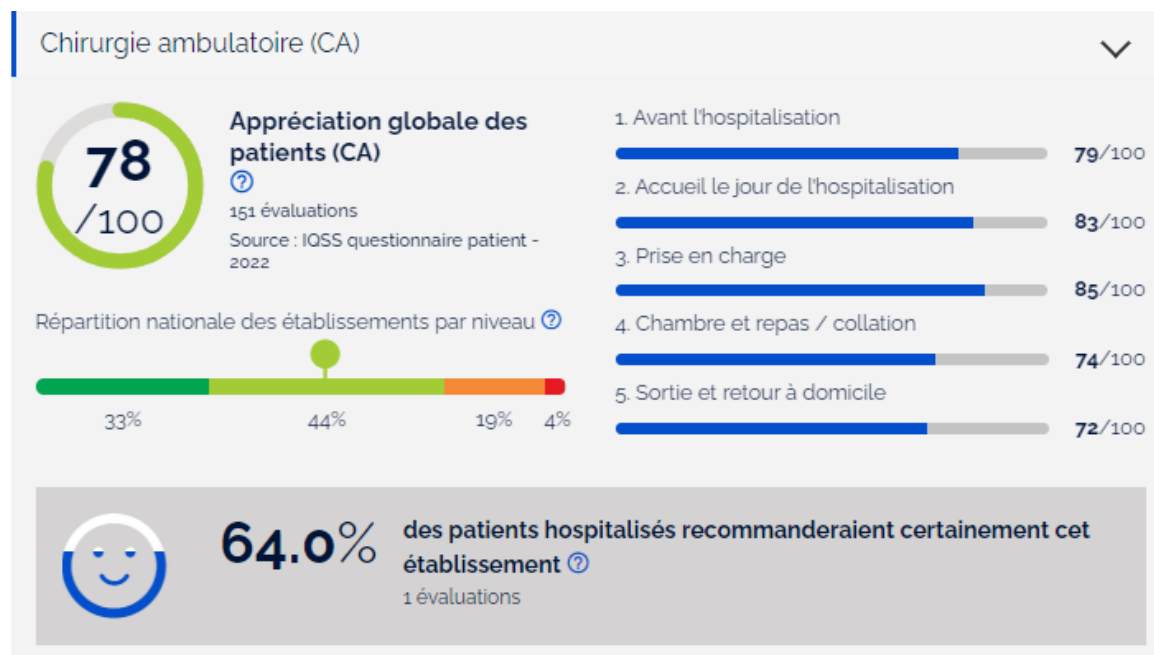 Chirurgie ambulatoire (CA)
78
/100
Appréciation globale des
patients (CA)
?
151 évaluations
Source : IQSS questionnaire patient -
2022
Répartition nationale des établissements par niveau ?
33% 44% 19% 4%
1. Avant l'hospitalisation
79/100
2. Accueil le jour de l'hospitalisation
83/100
3. Prise en charge
85/100
4. Chambre et repas / collation
74/100
5. Sortie et retour à domicile
72/100
64.0%
des patients hospitalisés recommanderaient certainement cet
établissement ?
1 évaluations